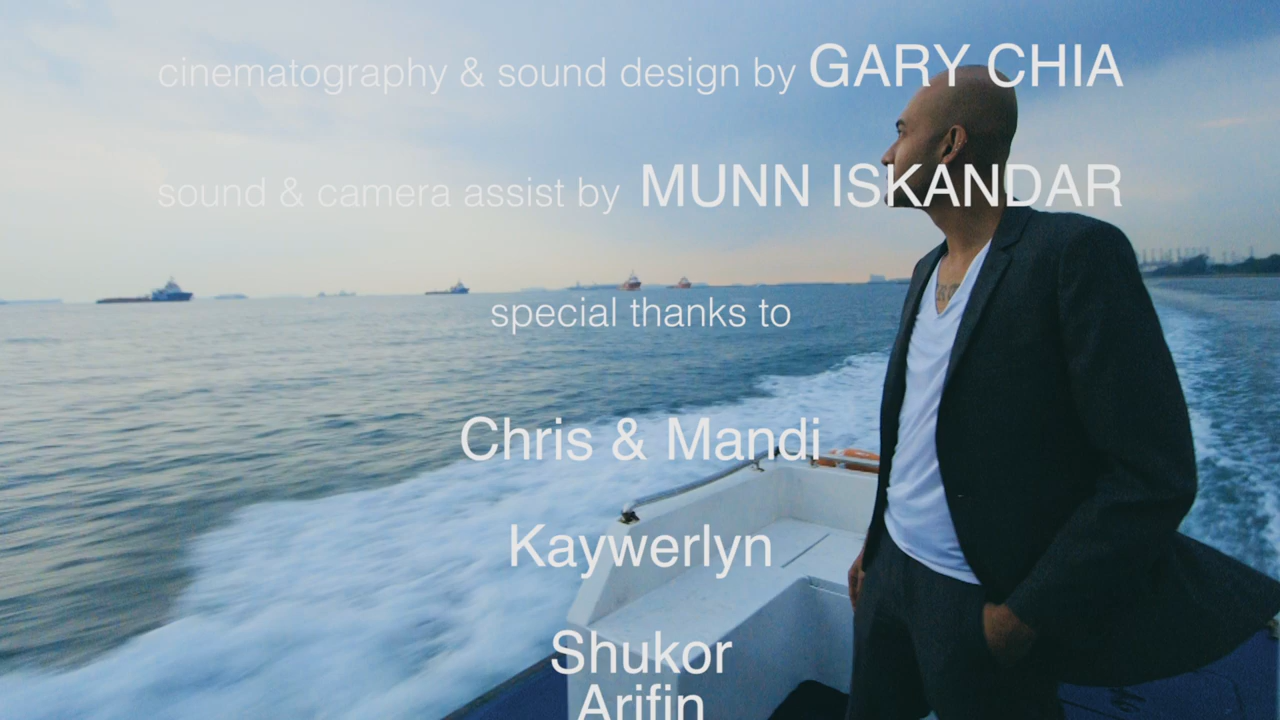 cinematography & sound design by GARY CHIA
sound & camera assist by MUNN ISKANDAR
special thanks to
Chris & Mandi
Kaywerlyn
Shukor
Arifin